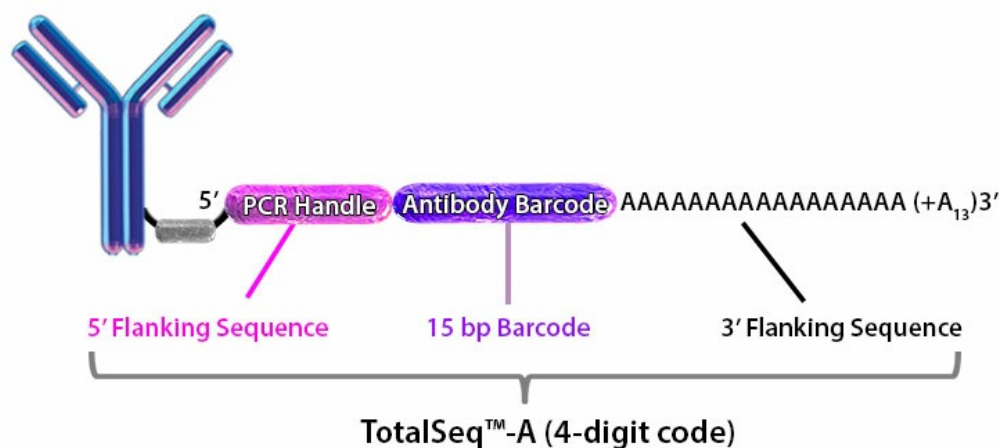 5′ PCR Handle Antibody Barcode AAAAAAAAAAAAAAAAA (+A₁₃)3′
5′ Flanking Sequence 15 bp Barcode 3′ Flanking Sequence
TotalSeq™-A (4-digit code)